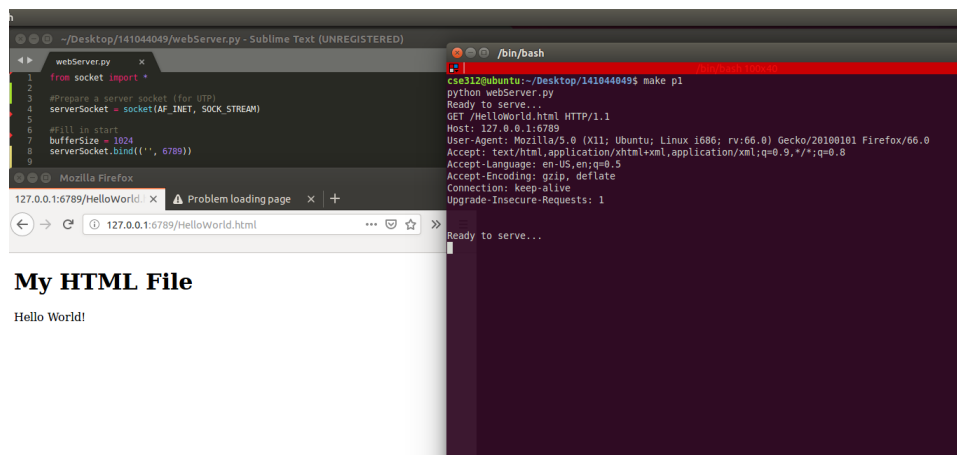 ~/Desktop/141044049/webServer.py - Sublime Text (UNREGISTERED)
webServer.py ×
1 from socket import *
2
3 #Prepare a server socket (for UTP)
4 serverSocket = socket(AF_INET, SOCK_STREAM)
5
6 #Fill in start
7 bufferSize = 1024
8 serverSocket.bind(('', 6789))
9
Mozilla Firefox
127.0.0.1:6789/HelloWorld. × Problem loading page × +
127.0.0.1:6789/HelloWorld.html
My HTML File
Hello World!
/bin/bash
/bin/bash 100x40
cse312@ubuntu:~/Desktop/141044049$ make p1
python webServer.py
Ready to serve...
GET /HelloWorld.html HTTP/1.1
Host: 127.0.0.1:6789
User-Agent: Mozilla/5.0 (X11; Ubuntu; Linux i686; rv:66.0) Gecko/20100101 Firefox/66.0
Accept: text/html,application/xhtml+xml,application/xml;q=0.9,*/*;q=0.8
Accept-Language: en-US,en;q=0.5
Accept-Encoding: gzip, deflate
Connection: keep-alive
Upgrade-Insecure-Requests: 1
Ready to serve...